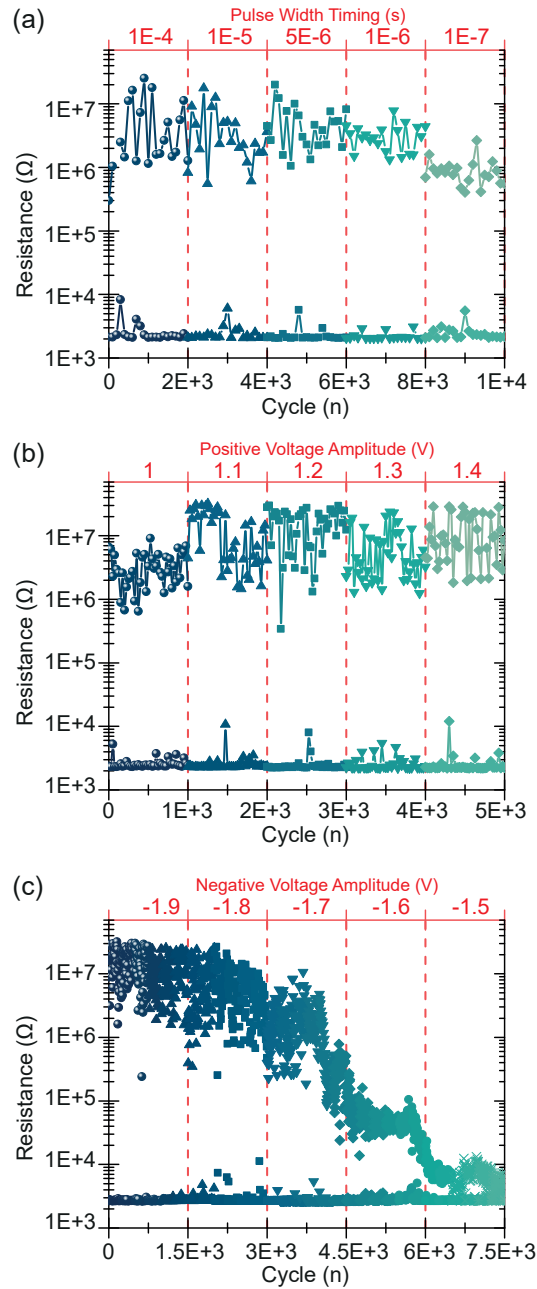 (a)
Pulse Width Timing (s)
1E-4 1E-5 5E-6 1E-6 1E-7
1E+7
1E+6
1E+5
1E+4
1E+3
Resistance (Ω)
0 2E+3 4E+3 6E+3 8E+3 1E+4
Cycle (n)
(b)
Positive Voltage Amplitude (V)
1 1.1 1.2 1.3 1.4
1E+7
1E+6
1E+5
1E+4
1E+3
Resistance (Ω)
0 1E+3 2E+3 3E+3 4E+3 5E+3
Cycle (n)
(c)
Negative Voltage Amplitude (V)
-1.9 -1.8 -1.7 -1.6 -1.5
1E+7
1E+6
1E+5
1E+4
1E+3
Resistance (Ω)
0 1.5E+3 3E+3 4.5E+3 6E+3 7.5E+3
Cycle (n)